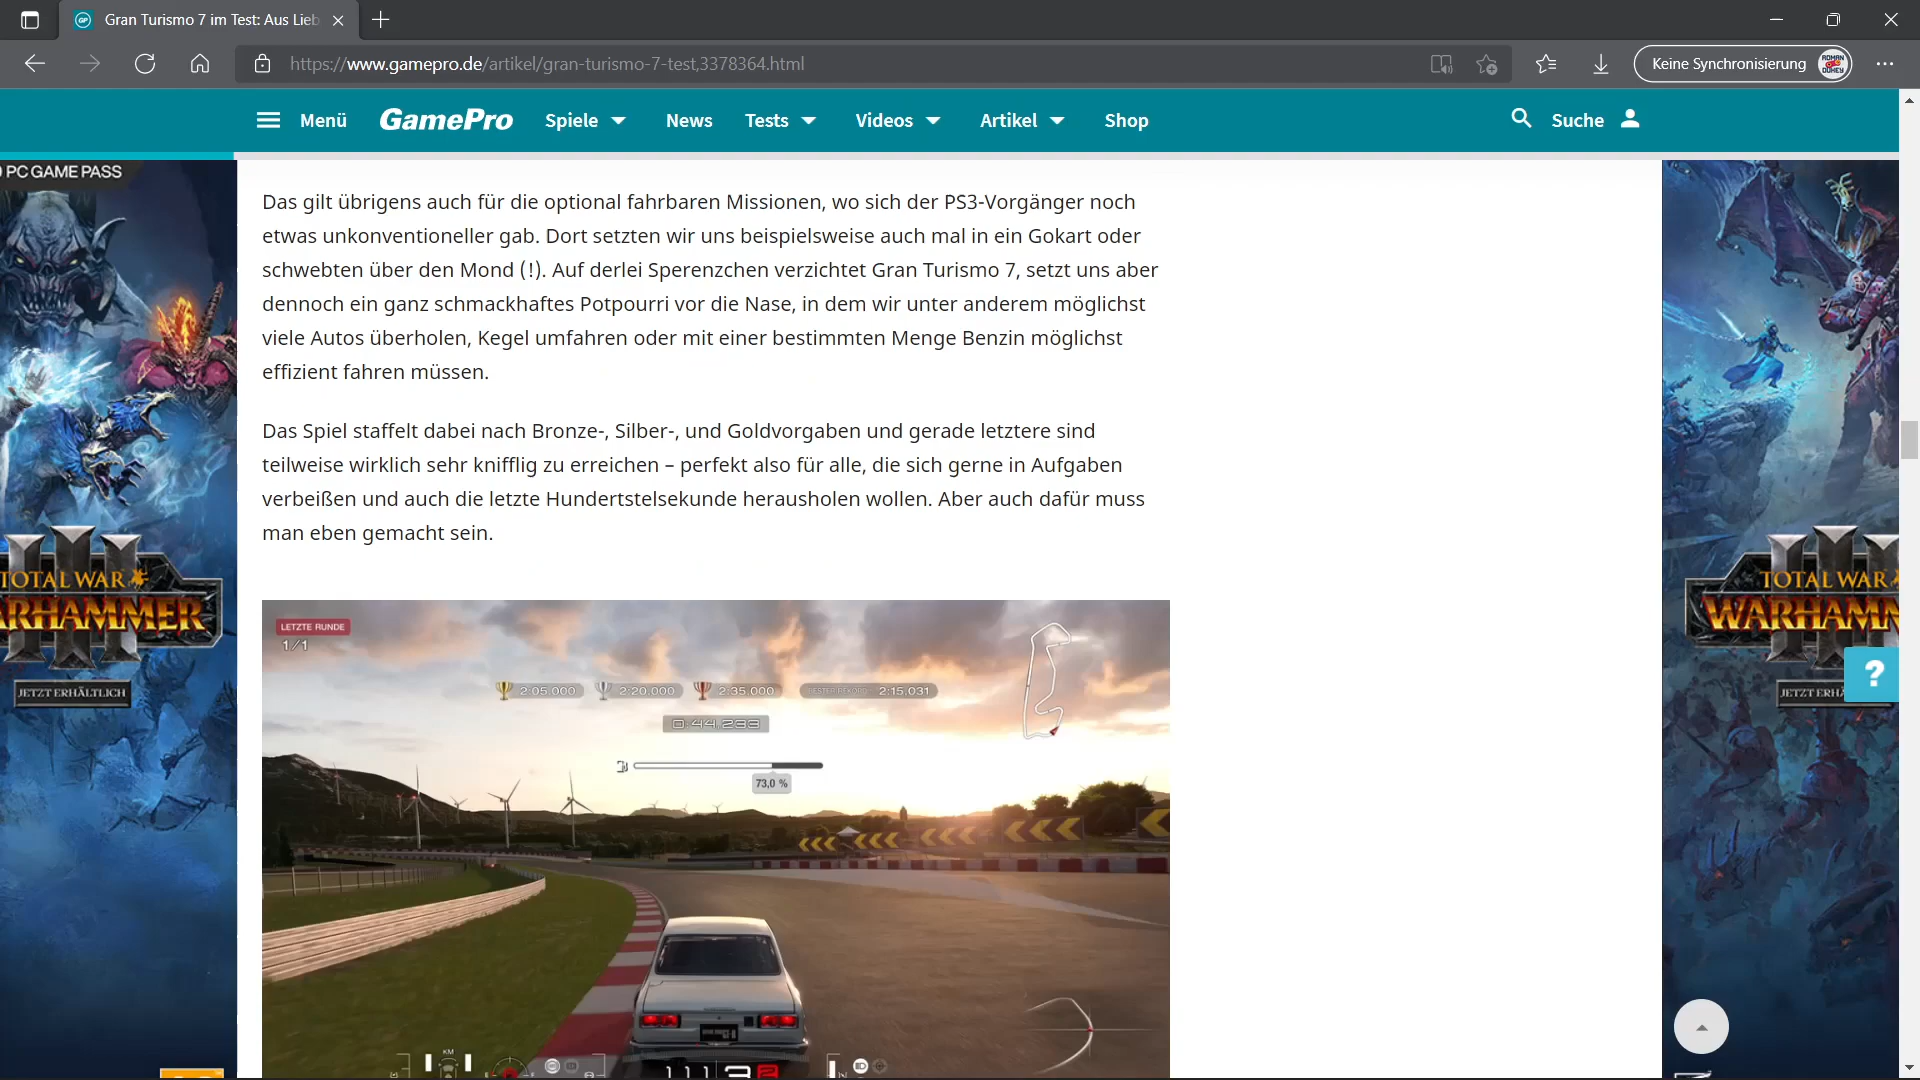 Gran Turismo 7 im Test: Aus Lieb
https://www.gamepro.de/artikel/gran-turismo-7-test,3378364.html
Keine Synchronisierung
Menü GamePro Spiele News Tests Videos Artikel Shop Suche
PC GAME PASS
Das gilt übrigens auch für die optional fahrbaren Missionen, wo sich der PS3-Vorgänger noch
etwas unkonventioneller gab. Dort setzten wir uns beispielsweise auch mal in ein Gokart oder
schwebten über den Mond (!). Auf derlei Sperenzchen verzichtet Gran Turismo 7, setzt uns aber
dennoch ein ganz schmackhaftes Potpourri vor die Nase, in dem wir unter anderem möglichst
viele Autos überholen, Kegel umfahren oder mit einer bestimmten Menge Benzin möglichst
effizient fahren müssen.
Das Spiel staffelt dabei nach Bronze-, Silber-, und Goldvorgaben und gerade letztere sind
teilweise wirklich sehr knifflig zu erreichen – perfekt also für alle, die sich gerne in Aufgaben
verbeißen und auch die letzte Hundertstelsekunde herausholen wollen. Aber auch dafür muss
man eben gemacht sein.
LETZTE RUNDE
1/1
2:05.000 2:20.000 2:35.000 BESTER REKORD 2:15.031
0:44.233
73,0 %
TOTAL WAR
ARHAMMER
III
JETZT ERHÄLTLICH
TOTAL WAR
WARHAMM
III
JETZT ERHÄ
?
KM